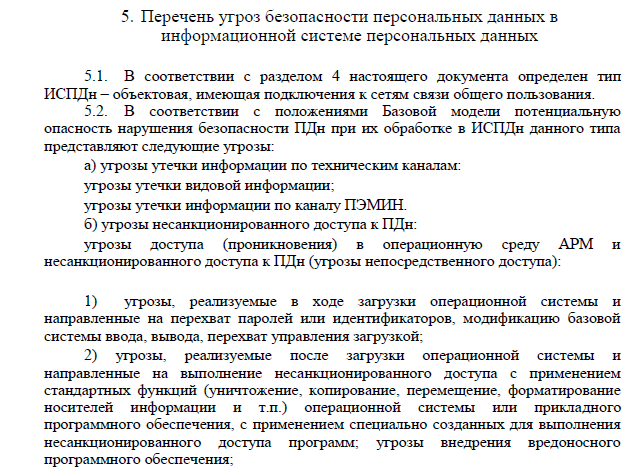 5. Перечень угроз безопасности персональных данных в
информационной системе персональных данных
5.1. В соответствии с разделом 4 настоящего документа определен тип
ИСПДн – объектовая, имеющая подключения к сетям связи общего пользования.
5.2. В соответствии с положениями Базовой модели потенциальную
опасность нарушения безопасности ПДн при их обработке в ИСПДн данного типа
представляют следующие угрозы:
а) угрозы утечки информации по техническим каналам:
угрозы утечки видовой информации;
угрозы утечки информации по каналу ПЭМИН.
б) угрозы несанкционированного доступа к ПДн:
угрозы доступа (проникновения) в операционную среду АРМ и
несанкционированного доступа к ПДн (угрозы непосредственного доступа):
1) угрозы, реализуемые в ходе загрузки операционной системы и
направленные на перехват паролей или идентификаторов, модификацию базовой
системы ввода, вывода, перехват управления загрузкой;
2) угрозы, реализуемые после загрузки операционной системы и
направленные на выполнение несанкционированного доступа с применением
стандартных функций (уничтожение, копирование, перемещение, форматирование
носителей информации и т.п.) операционной системы или прикладного
программного обеспечения, с применением специально созданных для выполнения
несанкционированного доступа программ; угрозы внедрения вредоносного
программного обеспечения;